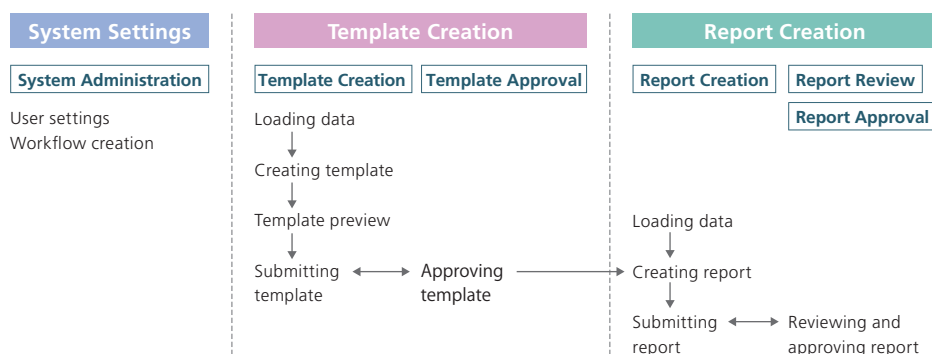 System Settings
Template Creation
Report Creation
System Administration
Template Creation
Template Approval
Report Creation
Report Review
Report Approval
User settings
Workflow creation
Loading data
Creating template
Template preview
Submitting
template
Approving
template
Loading data
Creating report
Submitting
report
Reviewing and
approving report